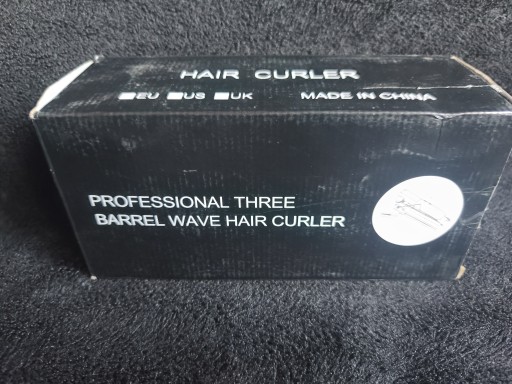 HAIR CURLER
EU US UK MADE IN CHINA
PROFESSIONAL THREE
BARREL WAVE HAIR CURLER